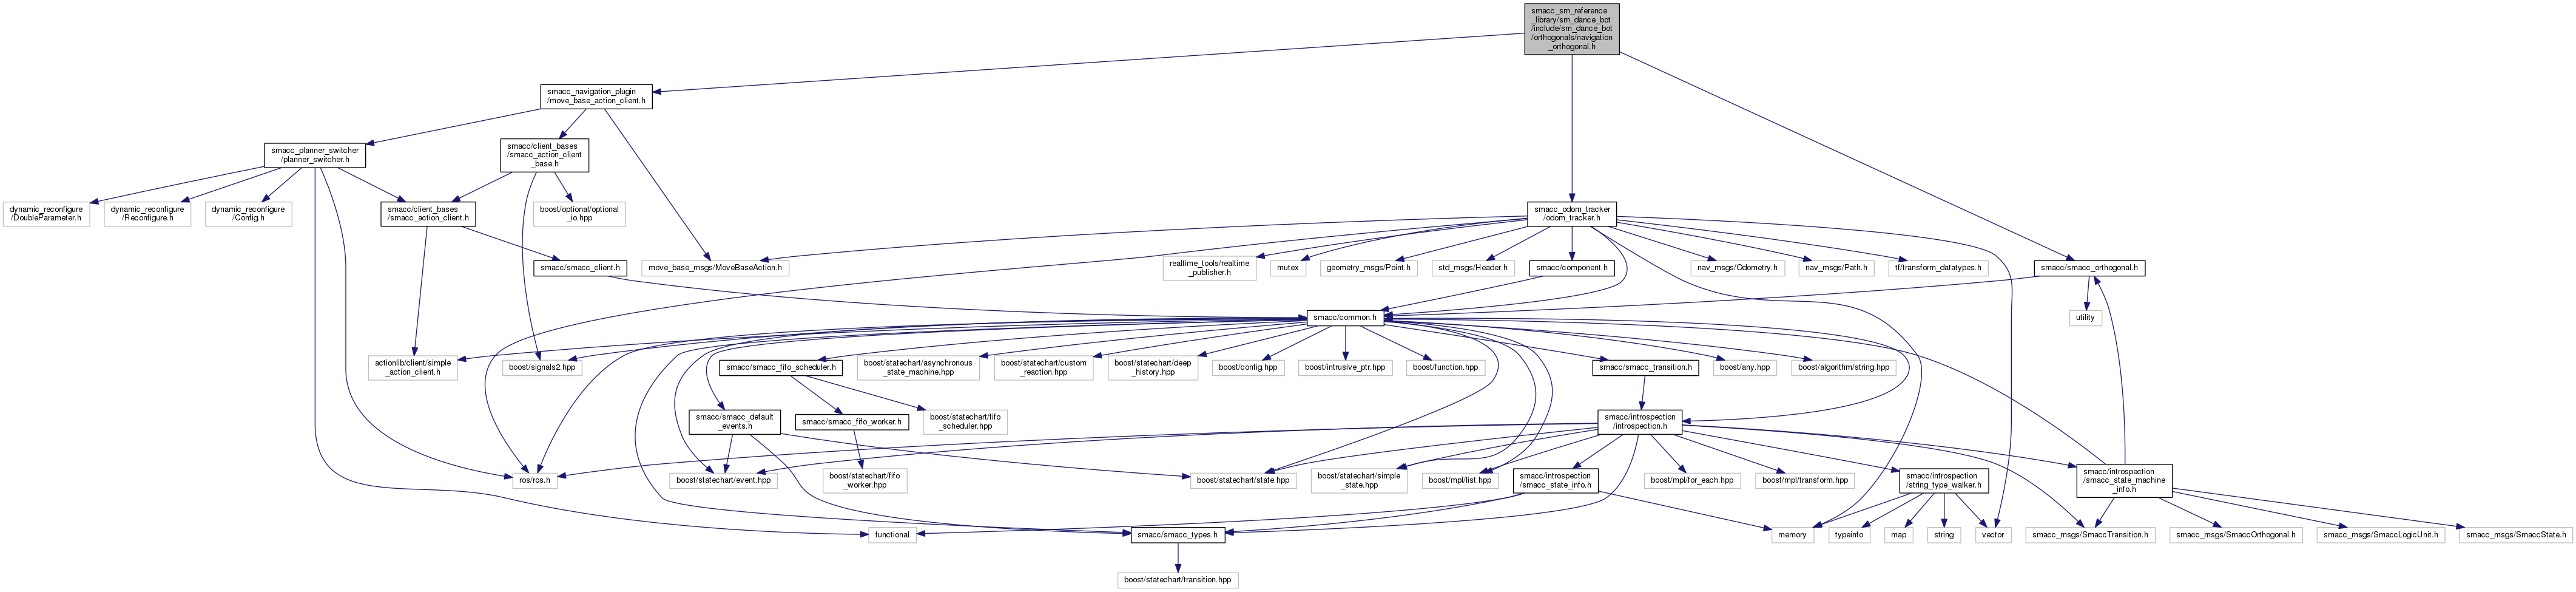 smacc_sm_reference
_library/sm_dance_bot
/include/sm_dance_bot
/orthogonals/navigation
_orthogonal.h
smacc_navigation_plugin
/move_base_action_client.h
smacc_planner_switcher
/planner_switcher.h
smacc/client_bases
/smacc_action_client
_base.h
dynamic_reconfigure
/DoubleParameter.h
dynamic_reconfigure
/Reconfigure.h
dynamic_reconfigure
/Config.h
smacc/client_bases
/smacc_action_client.h
boost/optional/optional
_io.hpp
smacc_odom_tracker
/odom_tracker.h
smacc/smacc_client.h
move_base_msgs/MoveBaseAction.h
realtime_tools/realtime
_publisher.h
mutex
geometry_msgs/Point.h
std_msgs/Header.h
smacc/component.h
nav_msgs/Odometry.h
nav_msgs/Path.h
tf/transform_datatypes.h
smacc/smacc_orthogonal.h
smacc/common.h
utility
actionlib/client/simple
_action_client.h
boost/signals2.hpp
smacc/smacc_fifo_scheduler.h
boost/statechart/asynchronous
_state_machine.hpp
boost/statechart/custom
_reaction.hpp
boost/statechart/deep
_history.hpp
boost/config.hpp
boost/intrusive_ptr.hpp
boost/function.hpp
smacc/smacc_transition.h
boost/any.hpp
boost/algorithm/string.hpp
smacc/smacc_default
_events.h
smacc/smacc_fifo_worker.h
boost/statechart/fifo
_scheduler.hpp
smacc/introspection
/introspection.h
ros/ros.h
boost/statechart/event.hpp
boost/statechart/fifo
_worker.hpp
boost/statechart/state.hpp
boost/statechart/simple
_state.hpp
boost/mpl/list.hpp
smacc/introspection
/smacc_state_info.h
boost/mpl/for_each.hpp
boost/mpl/transform.hpp
smacc/introspection
/string_type_walker.h
smacc/introspection
/smacc_state_machine
_info.h
functional
smacc/smacc_types.h
memory
typeinfo
map
string
vector
smacc_msgs/SmaccTransition.h
smacc_msgs/SmaccOrthogonal.h
smacc_msgs/SmaccLogicUnit.h
smacc_msgs/SmaccState.h
boost/statechart/transition.hpp